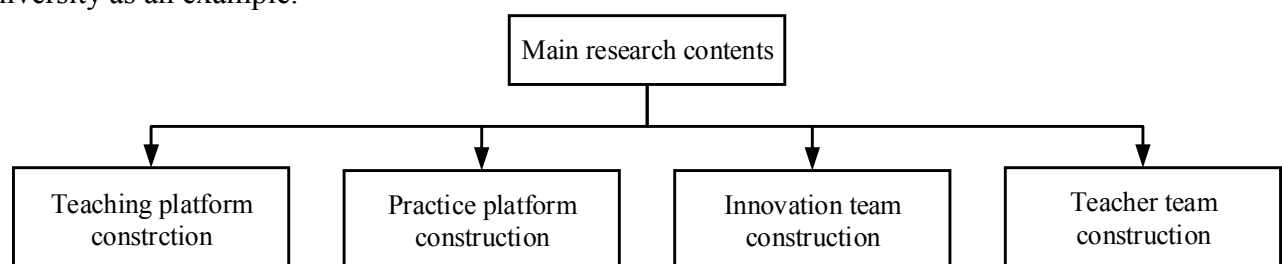 niversity as an example.
Main research contents
Teaching platform
constrction
Practice platform
construction
Innovation team
construction
Teacher team
construction